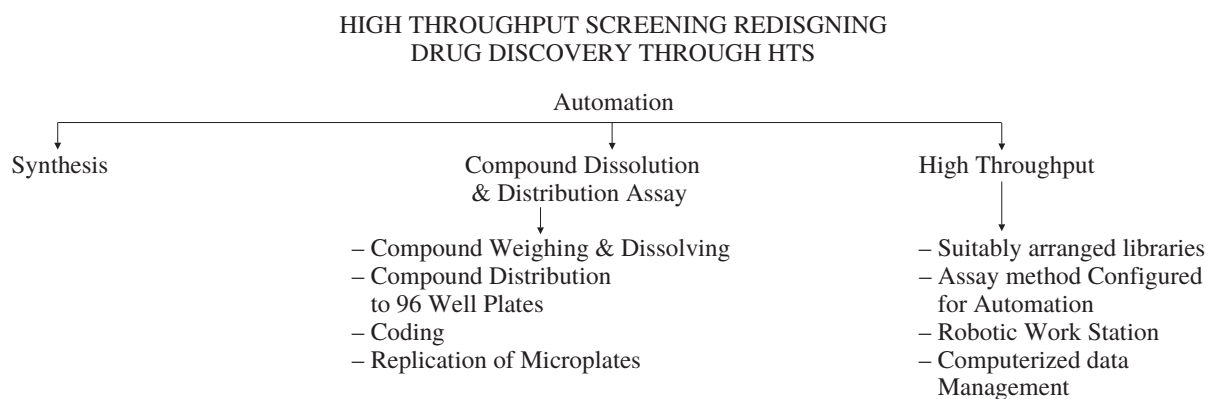 HIGH THROUGHPUT SCREENING REDISGNING
DRUG DISCOVERY THROUGH HTS
Automation
Synthesis
Compound Dissolution
& Distribution Assay
High Throughput
– Compound Weighing & Dissolving
– Compound Distribution
to 96 Well Plates
– Coding
– Replication of Microplates
– Suitably arranged libraries
– Assay method Configured
for Automation
– Robotic Work Station
– Computerized data
Management